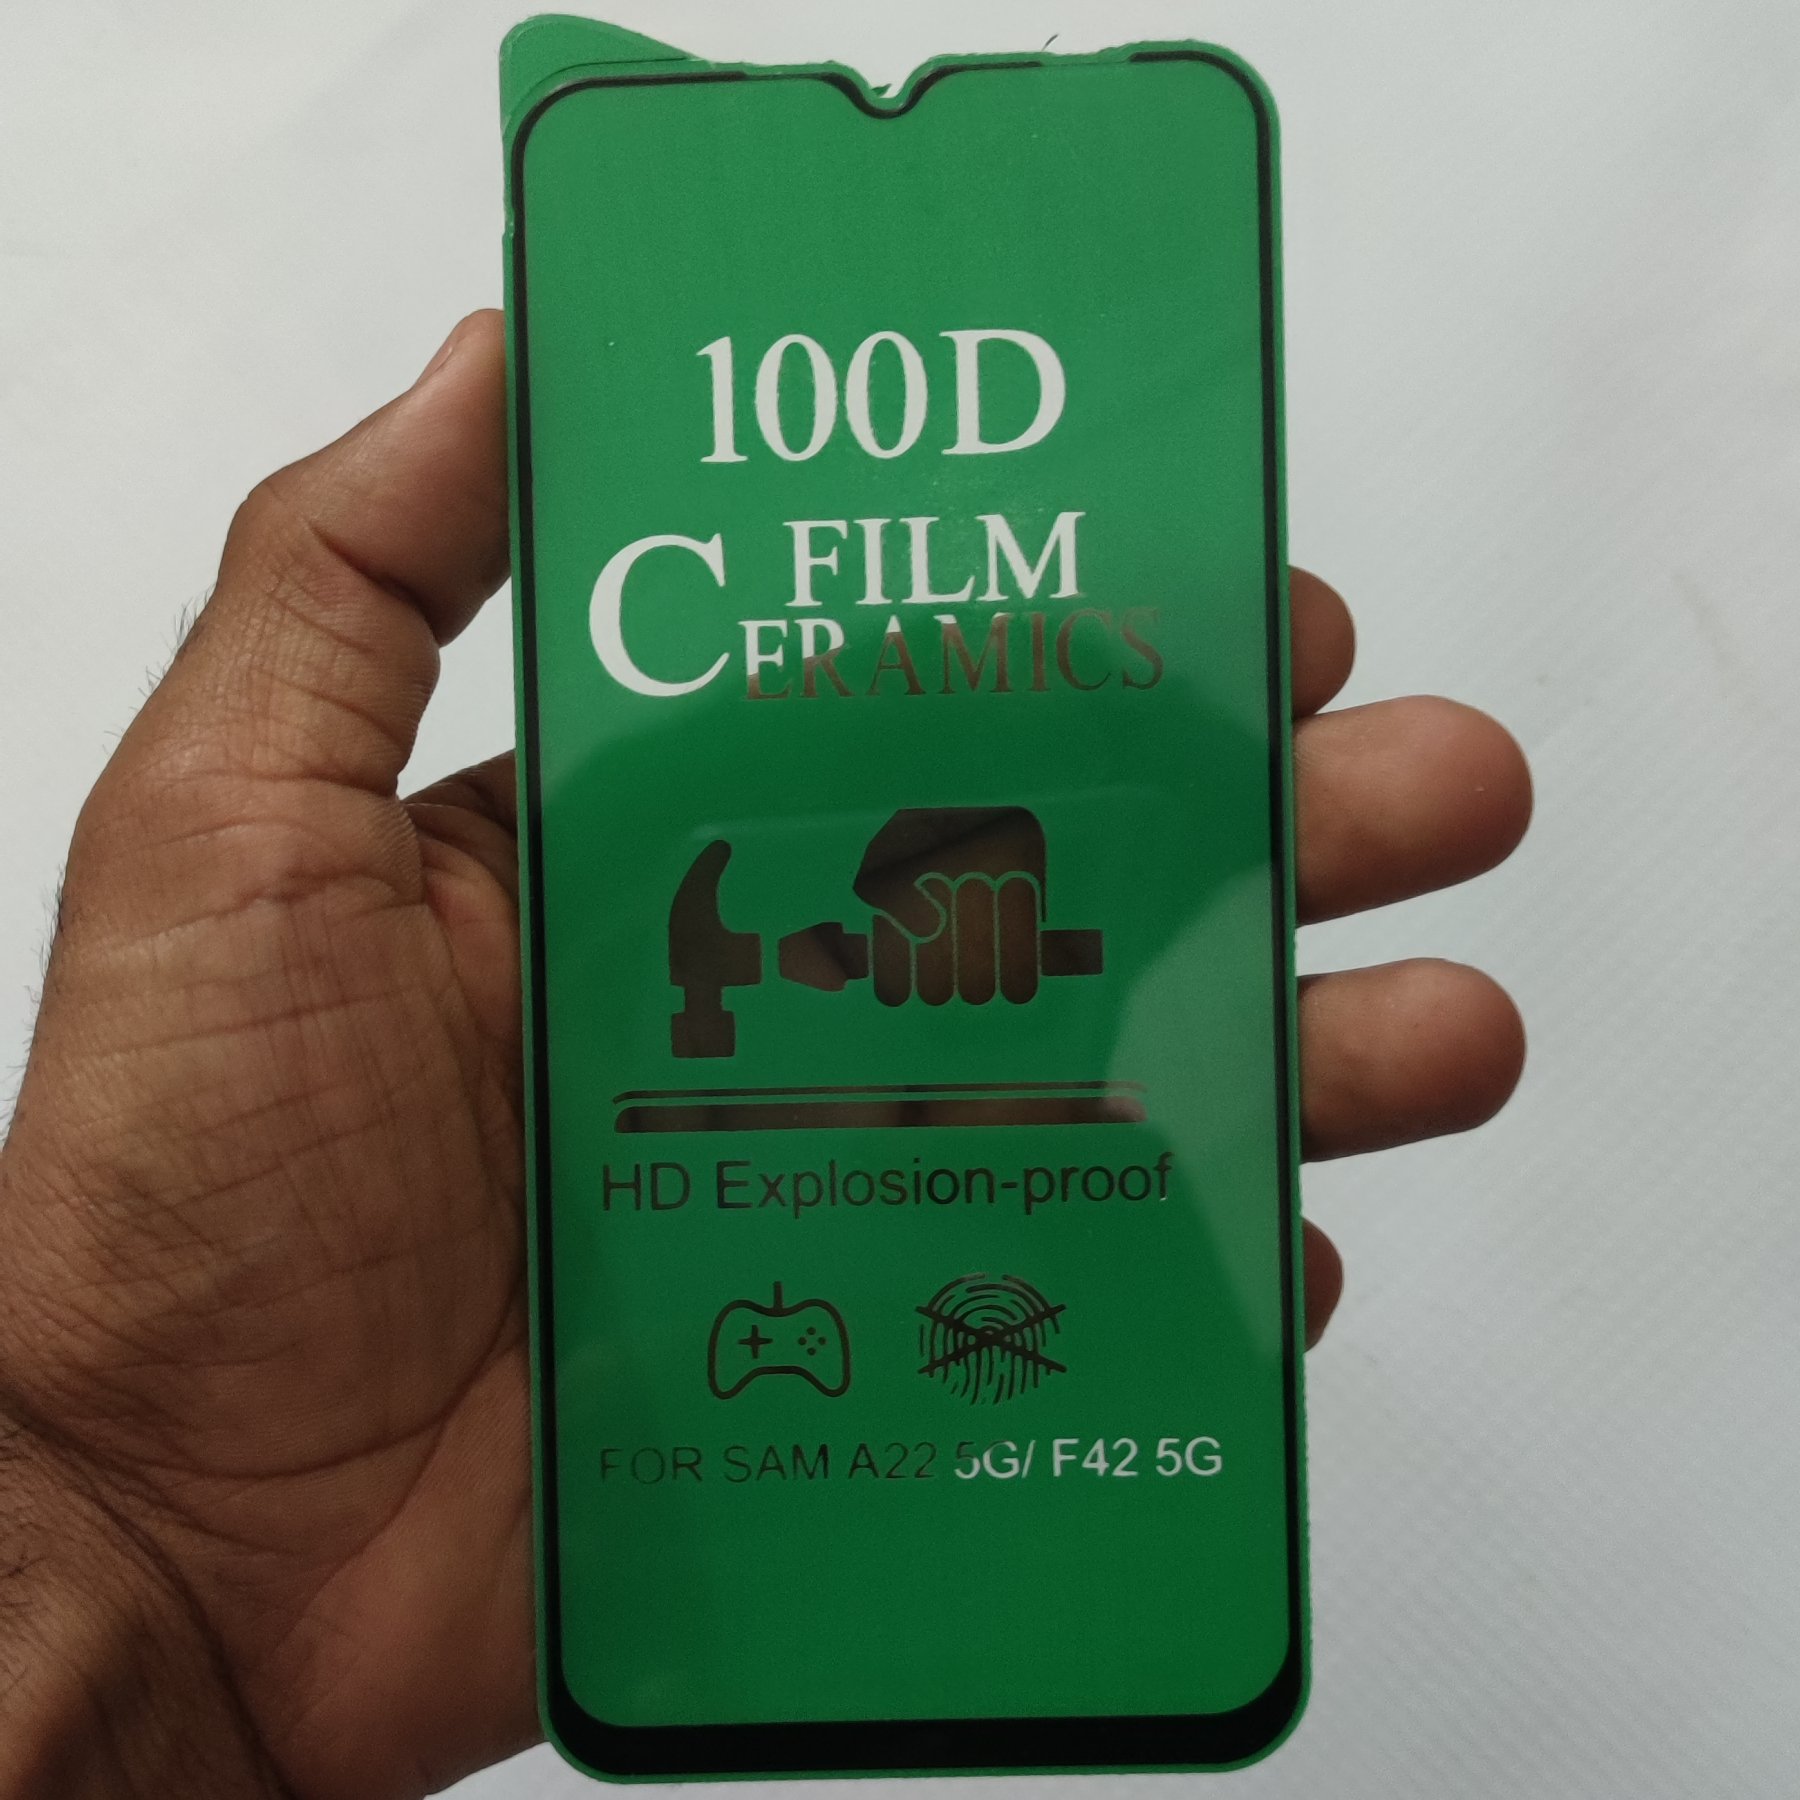 100D
FILM
CERAMICS
HD Explosion-proof
FOR SAM A22 5G/ F42 5G